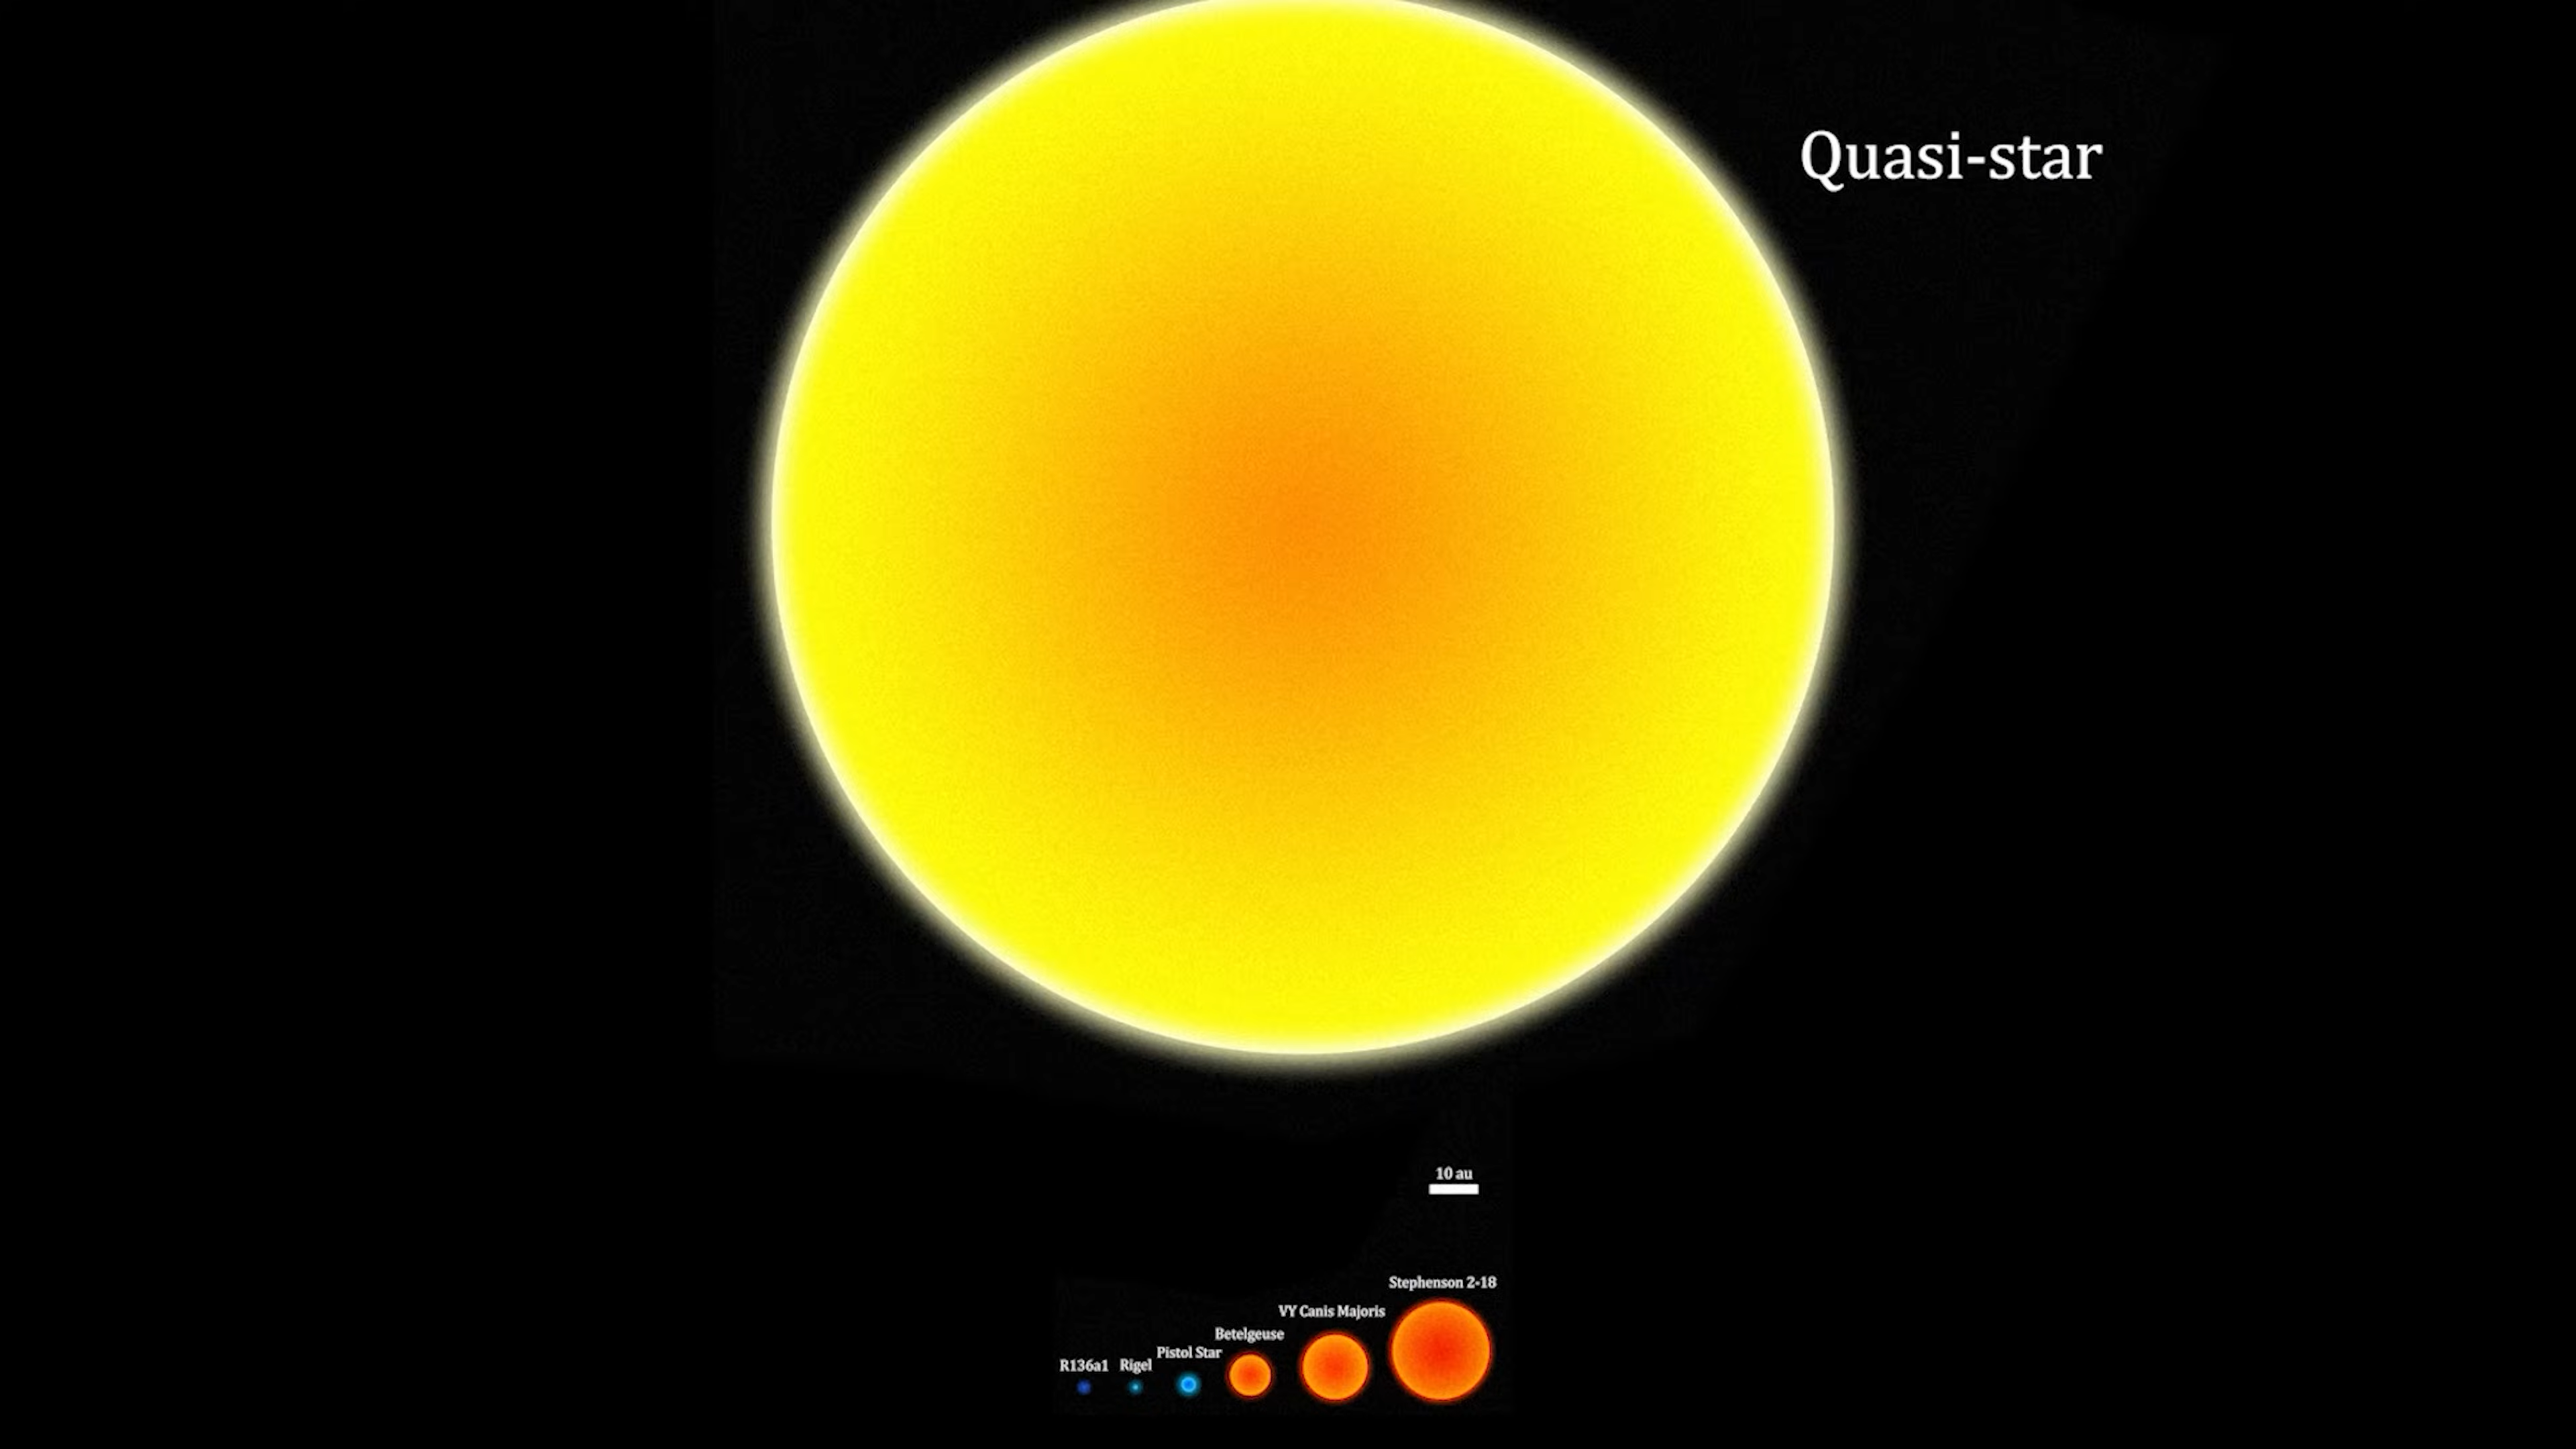 Quasi-star
10 au
Stephenson 2-18
VY Canis Majoris
Betelgeuse
Pistol Star
R136a1
Rigel